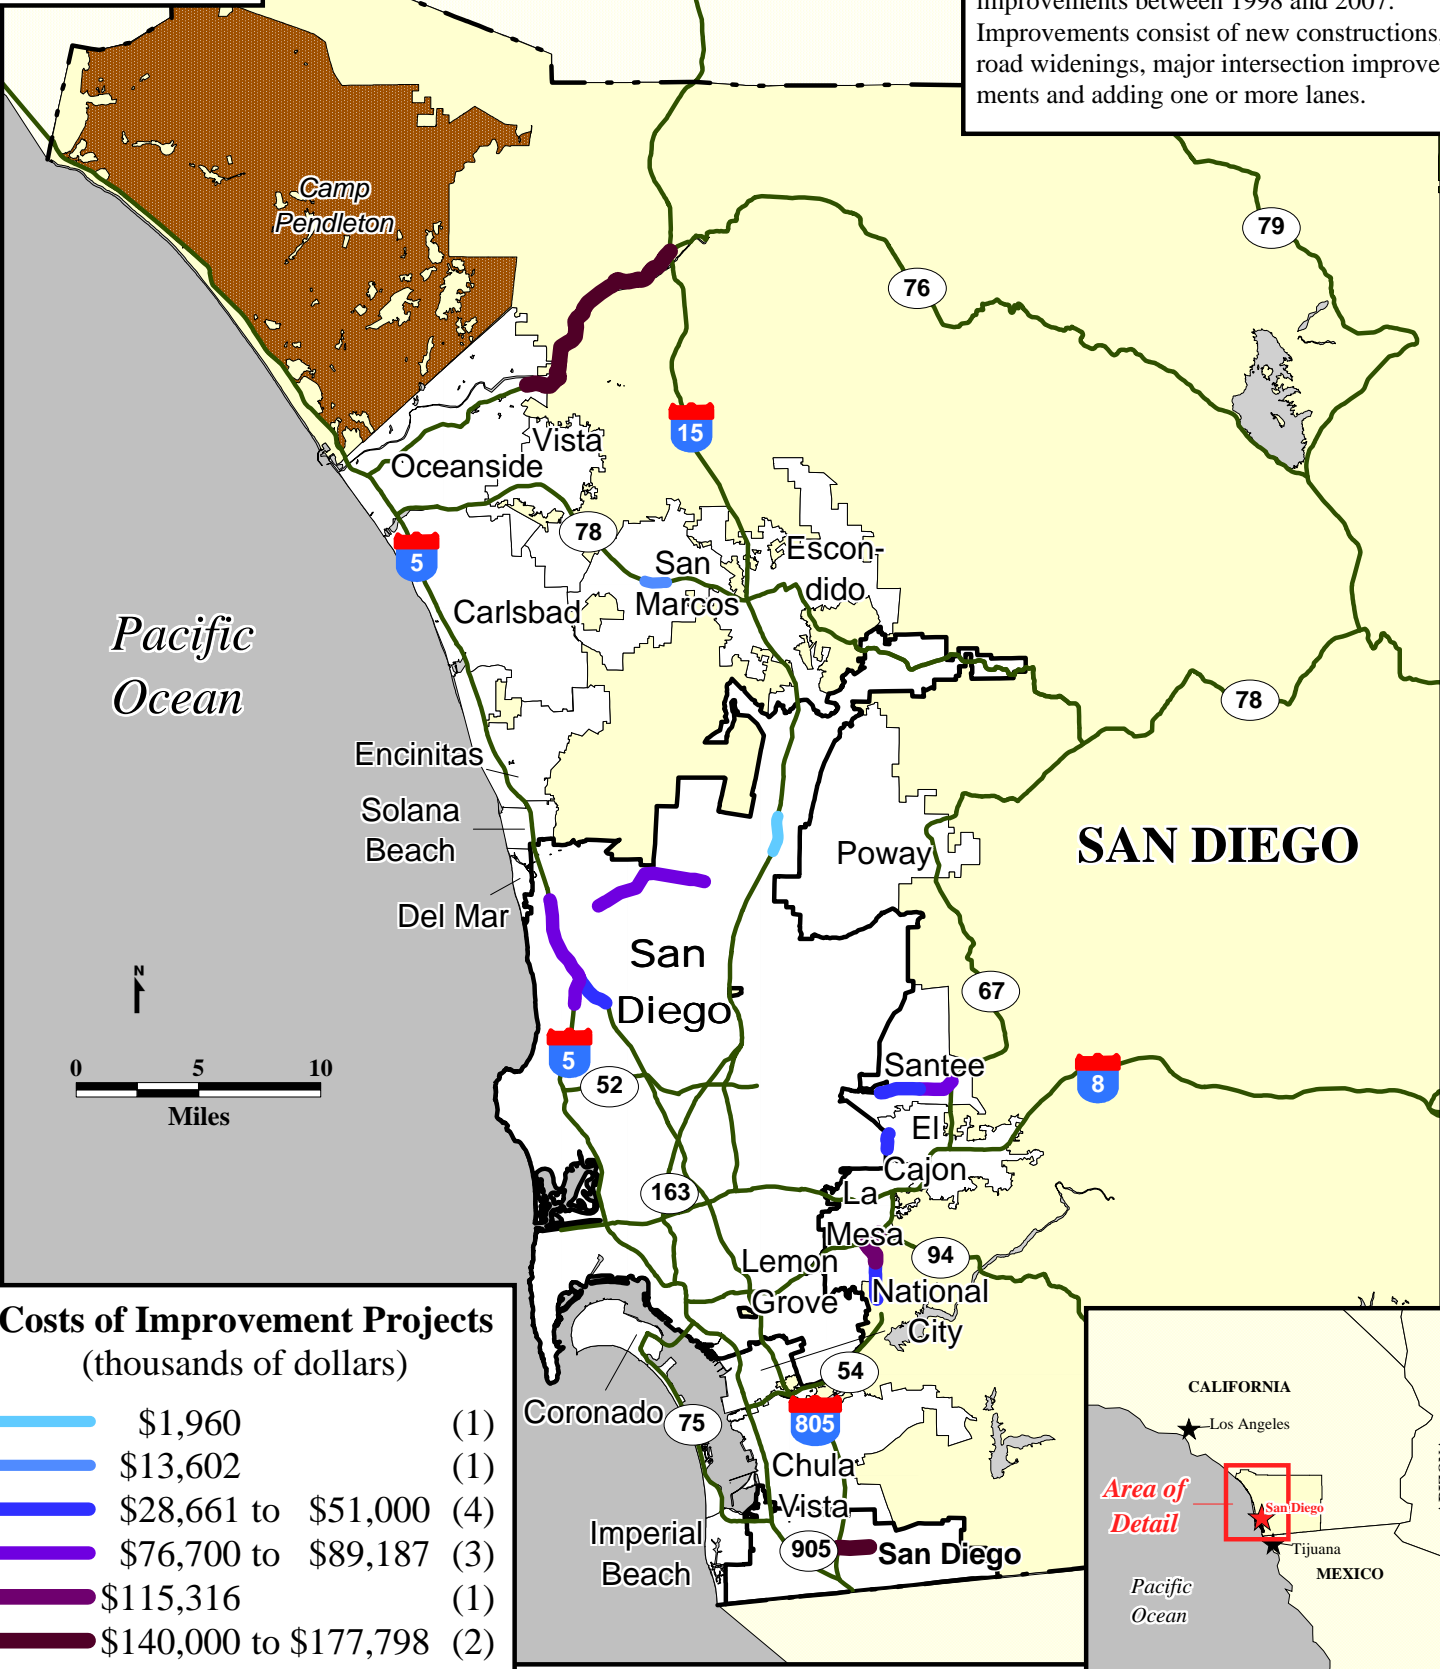 improvements between 1998 and 2007.
Improvements consist of new constructions,
road widenings, major intersection improve-
ments and adding one or more lanes.
Camp
Pendleton
79
76
15
Vista
Oceanside
78
5
San
Marcos
Escon-
dido
Carlsbad
Pacific
Ocean
78
Encinitas
Solana
Beach
Poway
SAN DIEGO
Del Mar
San
Diego
N
67
0 5 10
Miles
5
52
Santee
8
El
Cajon
163
La
Mesa
94
Lemon
Grove
National
City
54
Coronado
75
805
Chula
Vista
Imperial
Beach
905
San Diego
Costs of Improvement Projects
(thousands of dollars)
$1,960 (1)
$13,602 (1)
$28,661 to $51,000 (4)
$76,700 to $89,187 (3)
$115,316 (1)
$140,000 to $177,798 (2)
CALIFORNIA
Los Angeles
Area of
Detail
San Diego
Tijuana
MEXICO
Pacific
Ocean